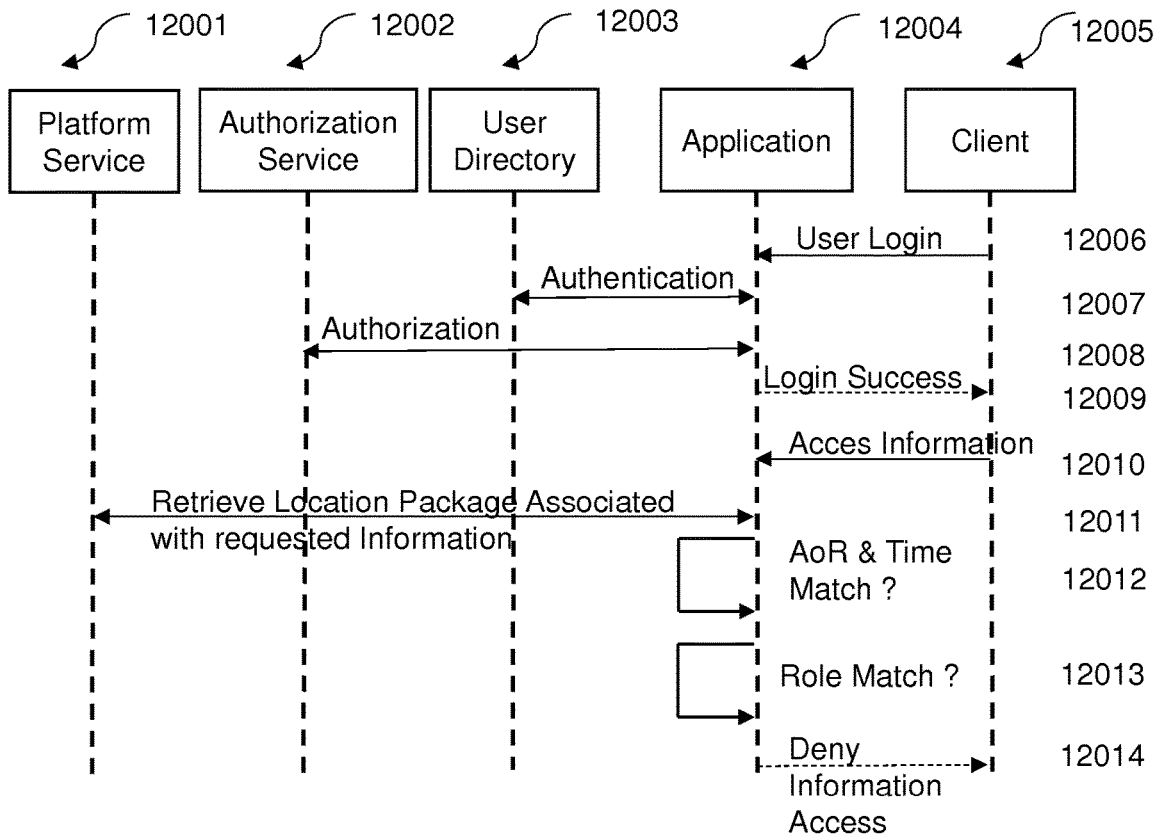 12001
12002
12003
12004
12005
Platform
Service
Authorization
Service
User
Directory
Application
Client
User Login
12006
Authentication
12007
Authorization
12008
Login Success
12009
Acces Information
12010
Retrieve Location Package Associated
with requested Information
12011
AoR & Time
Match ?
12012
Role Match ?
12013
Deny
Information
Access
12014